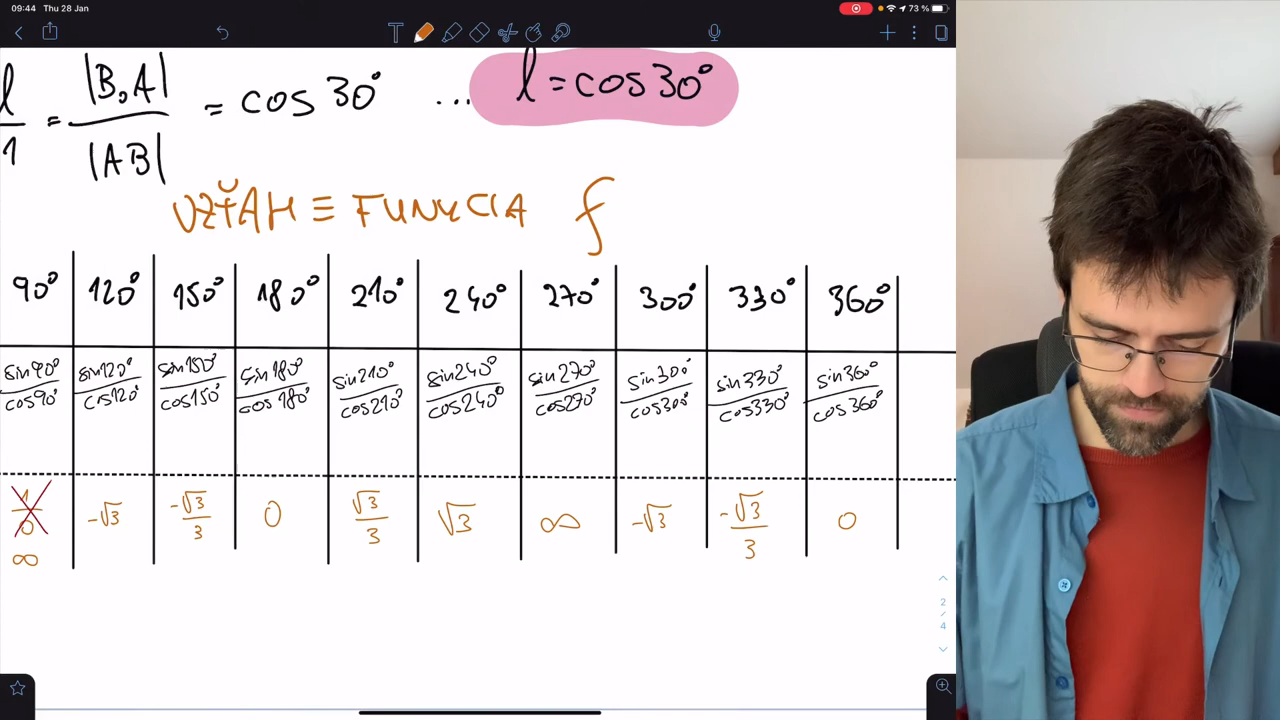 09:44 Thu 28 Jan
73 %
T
l/1 = |B₀A|/|AB| = cos 30° ... l = cos 30°
VZŤAH ≡ FUNKCIA f
90° 120° 150° 180° 210° 240° 270° 300° 330° 360°
sin90°/cos90° sin120°/cos120° sin150°/cos150° sin180°/cos180° sin210°/cos210° sin240°/cos240° sin270°/cos270° sin300°/cos300° sin330°/cos330° sin360°/cos360°
1/0 -√3 -√3/3 0 √3/3 √3 ∞ -√3 -√3/3 0
∞
2
/
4